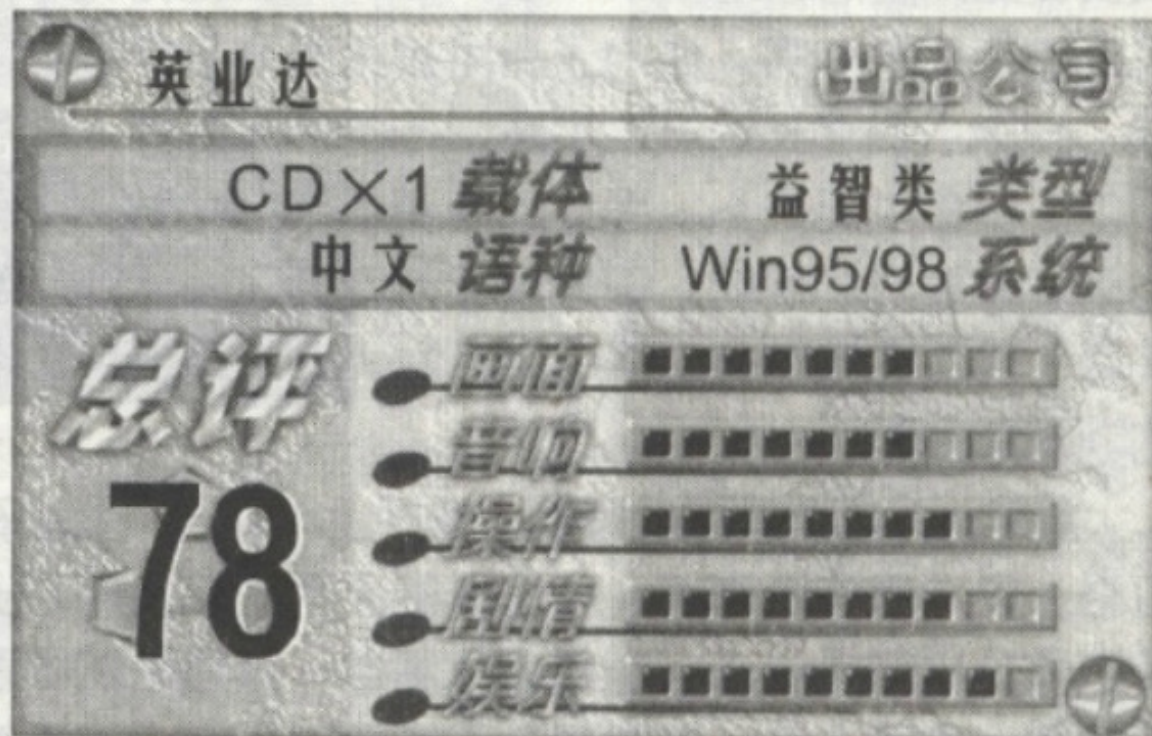 英业达 出品公司
CD×1 载体 益智类 类型
中文 语种 Win95/98 系统
总评
78
画面
音响
操作
剧情
娱乐